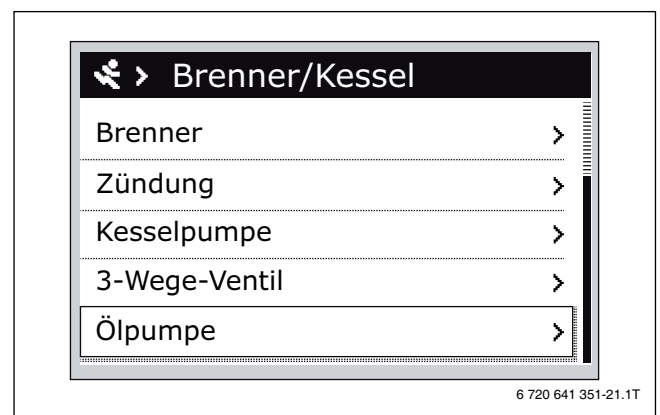 Brenner/Kessel
Brenner
Zündung
Kesselpumpe
3-Wege-Ventil
Ölpumpe
6 720 641 351-21.1T